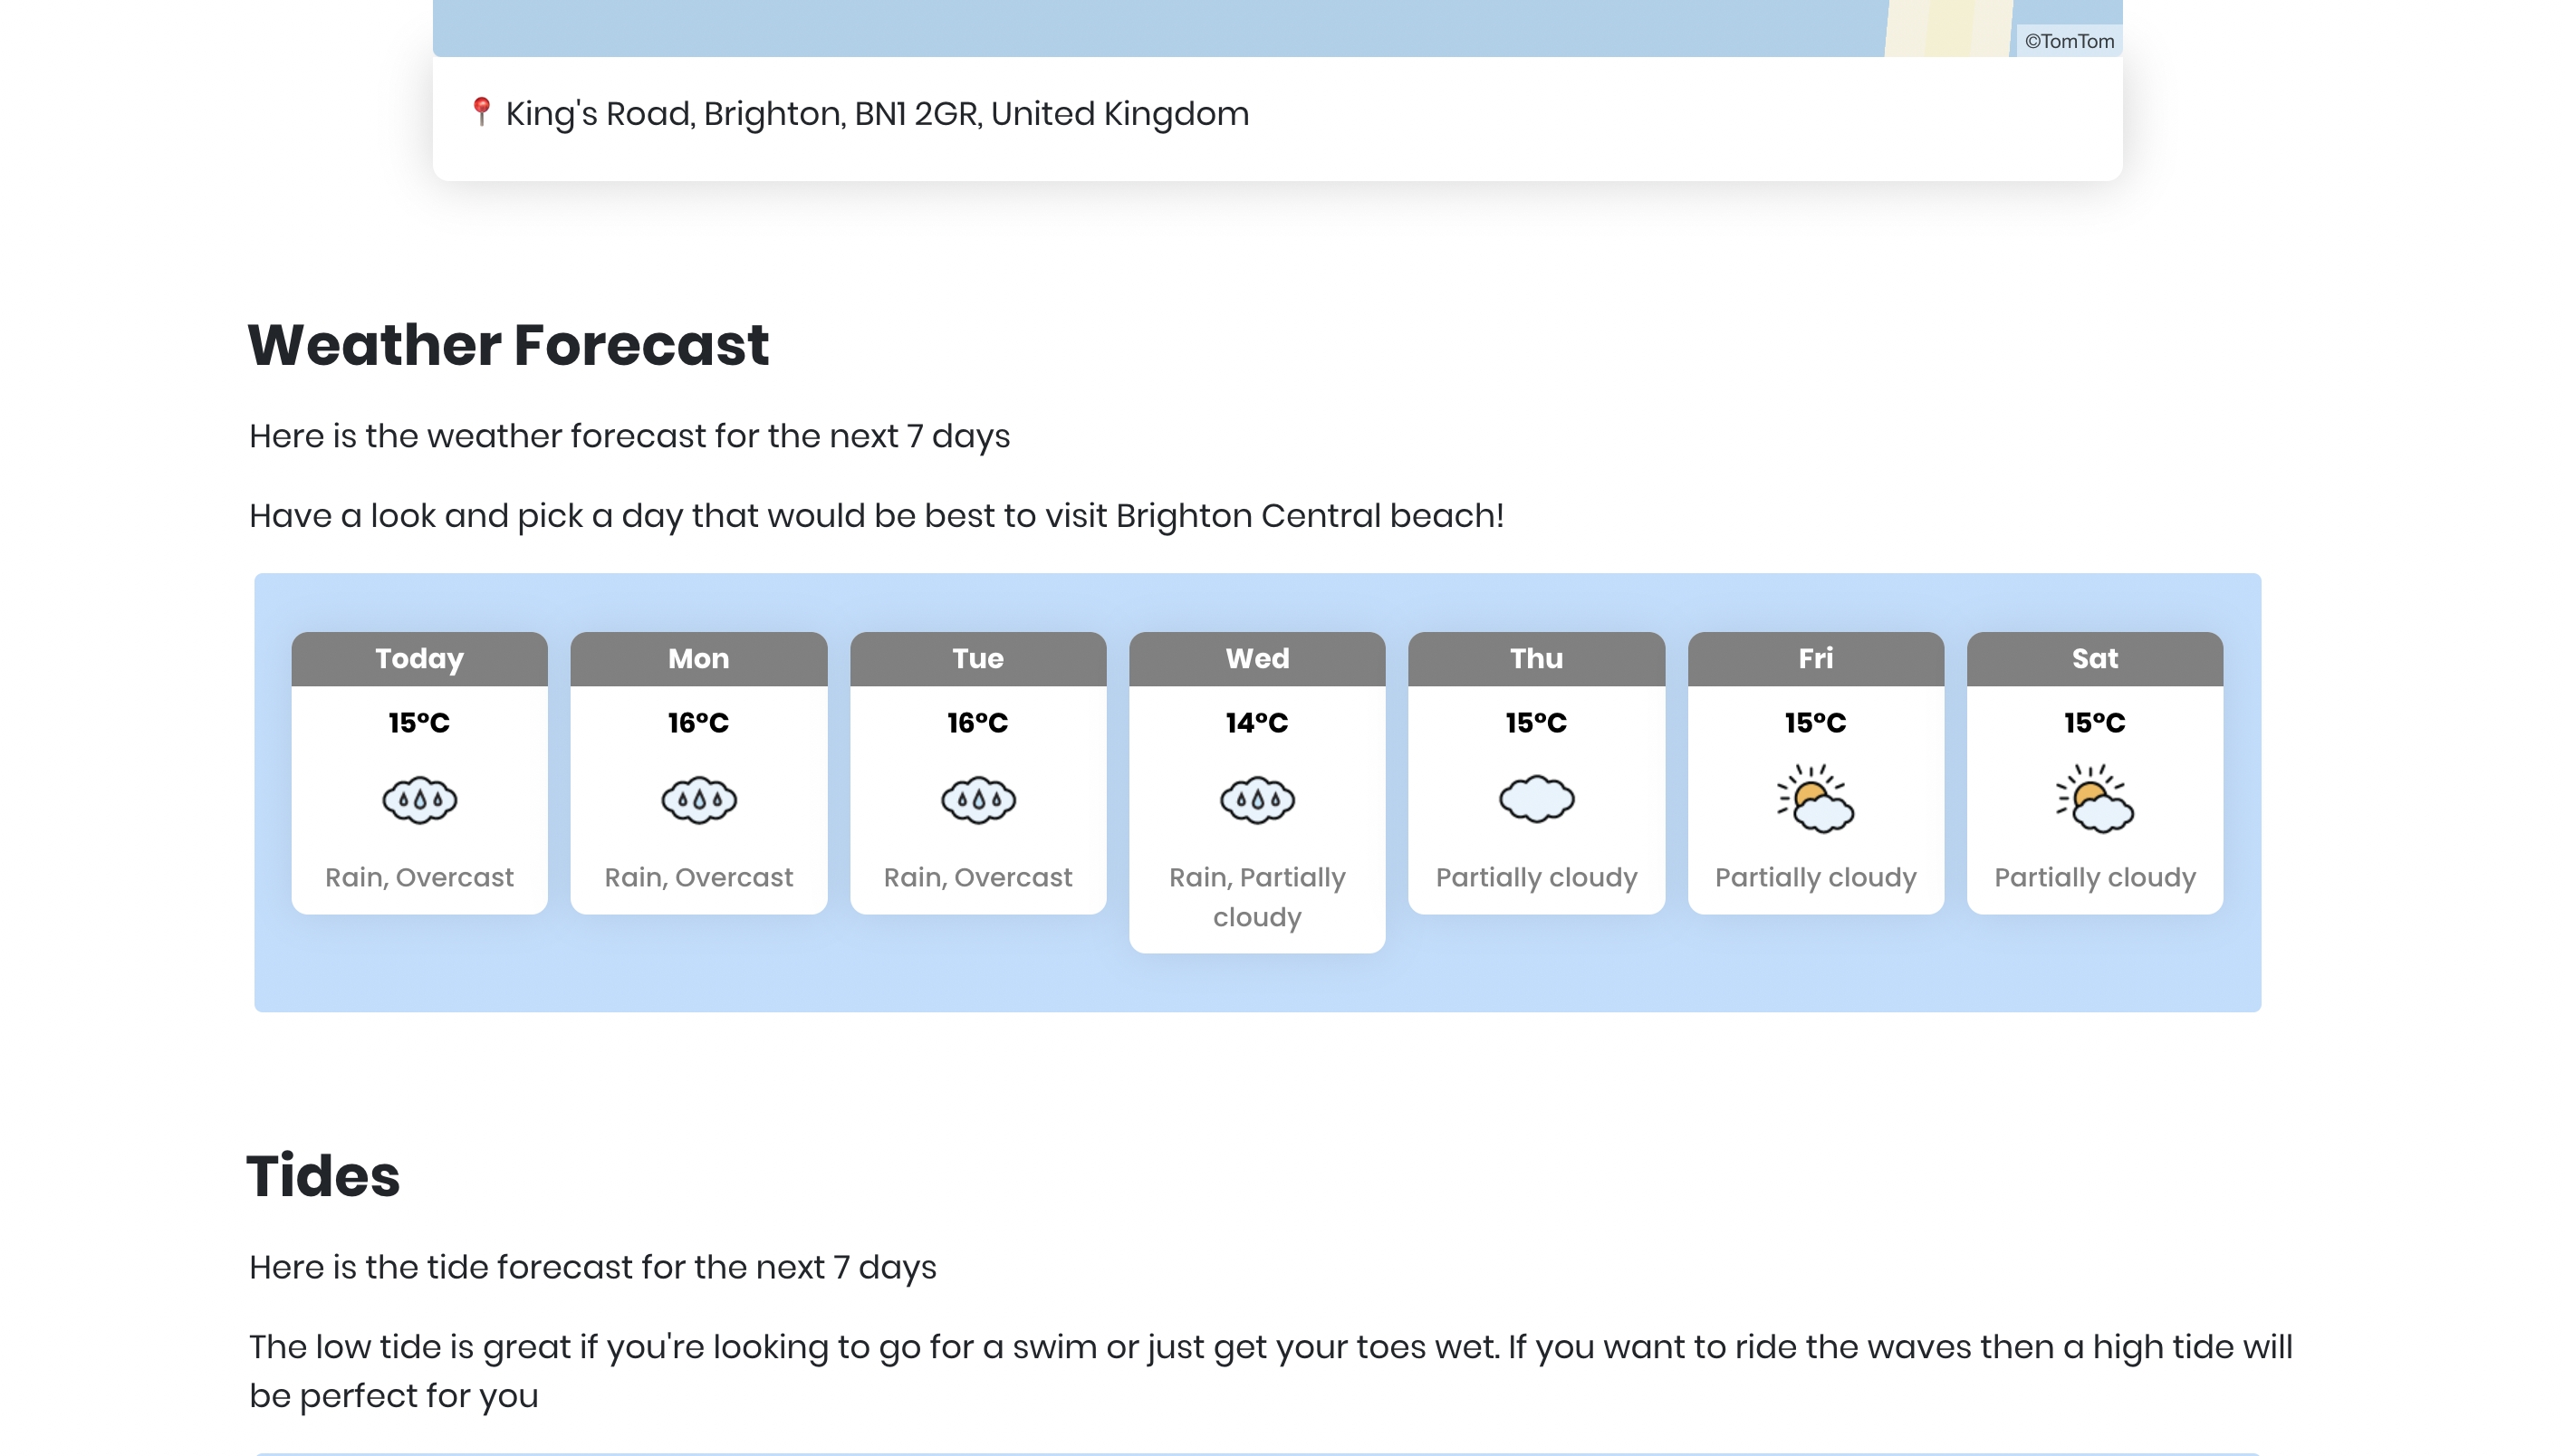 ©TomTom
King's Road, Brighton, BN1 2GR, United Kingdom
Weather Forecast
Here is the weather forecast for the next 7 days
Have a look and pick a day that would be best to visit Brighton Central beach!
Today
15°C
Rain, Overcast
Mon
16°C
Rain, Overcast
Tue
16°C
Rain, Overcast
Wed
14°C
Rain, Partially
cloudy
Thu
15°C
Partially cloudy
Fri
15°C
Partially cloudy
Sat
15°C
Partially cloudy
Tides
Here is the tide forecast for the next 7 days
The low tide is great if you're looking to go for a swim or just get your toes wet. If you want to ride the waves then a high tide will
be perfect for you